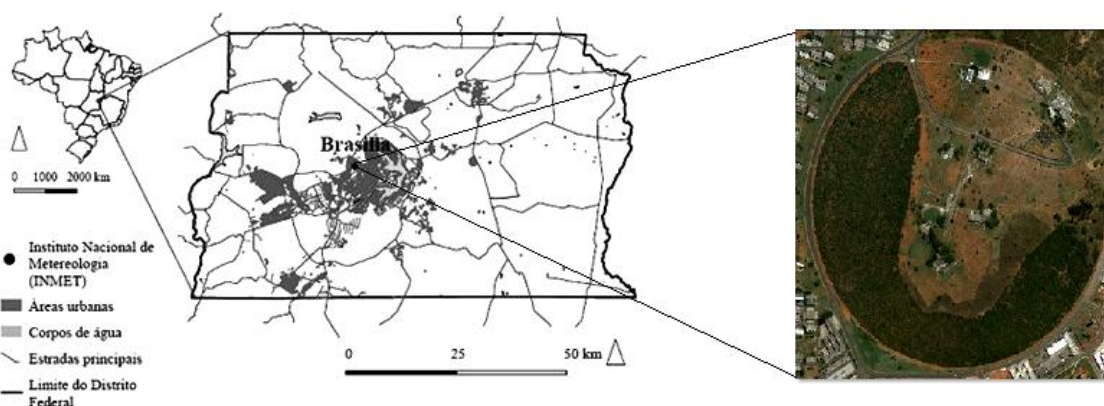 Brasília
0 1000 2000 km
Instituto Nacional de
Metereologia
(INMET)
Áreas urbanas
Corpos de água
Estradas principais
Limite do Distrito
Federal
0 25 50 km